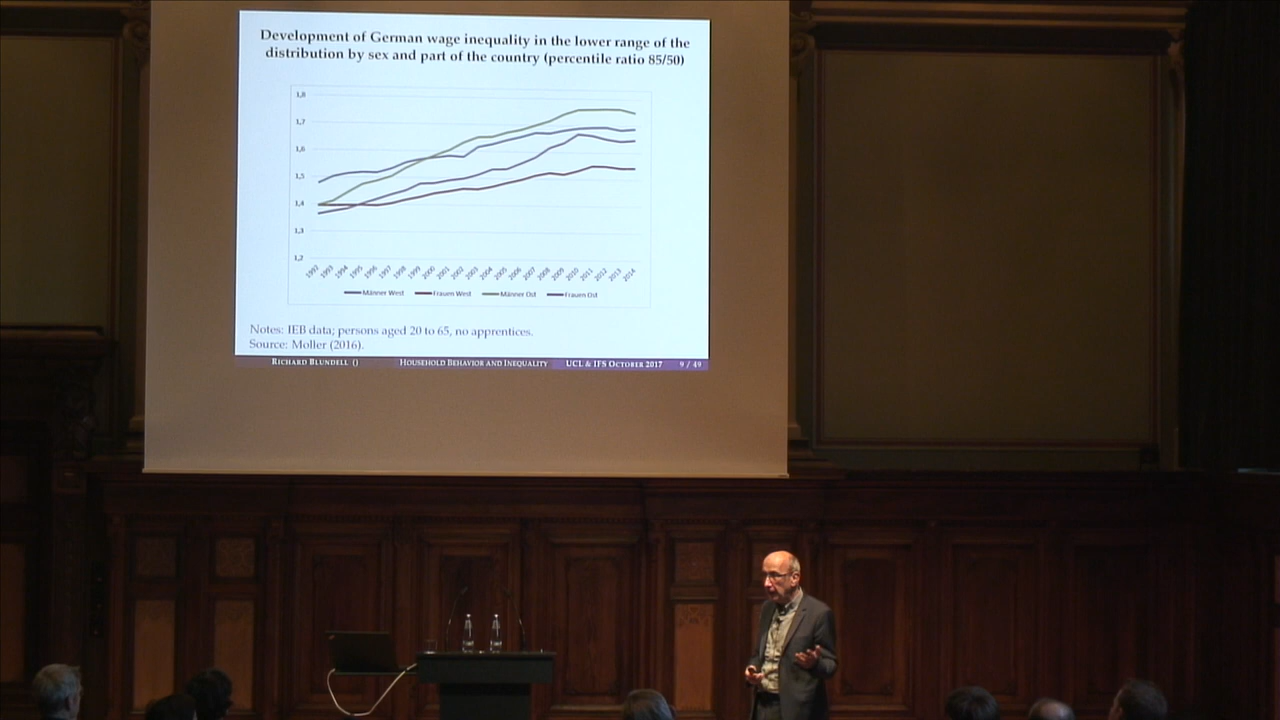 Development of German wage inequality in the lower range of the
distribution by sex and part of the country (percentile ratio 85/50)
1,8
1,7
1,6
1,5
1,4
1,3
1,2
1992 1993 1994 1995 1996 1997 1998 1999 2000 2001 2002 2003 2004 2005 2006 2007 2008 2009 2010 2011 2012 2013 2014
Männer West Frauen West Männer Ost Frauen Ost
Notes: IEB data; persons aged 20 to 65, no apprentices.
Source: Moller (2016).
RICHARD BLUNDELL () HOUSEHOLD BEHAVIOR AND INEQUALITY UCL & IFS OCTOBER 2017 9 / 49